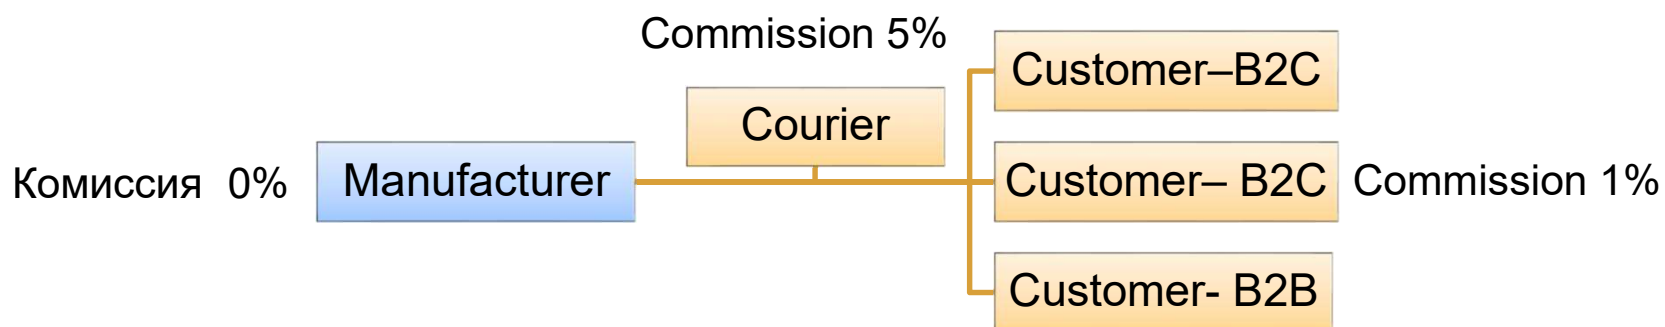 Commission 5%
Customer–B2C
Courier
Комиссия 0%
Manufacturer
Customer– B2C
Commission 1%
Customer- B2B